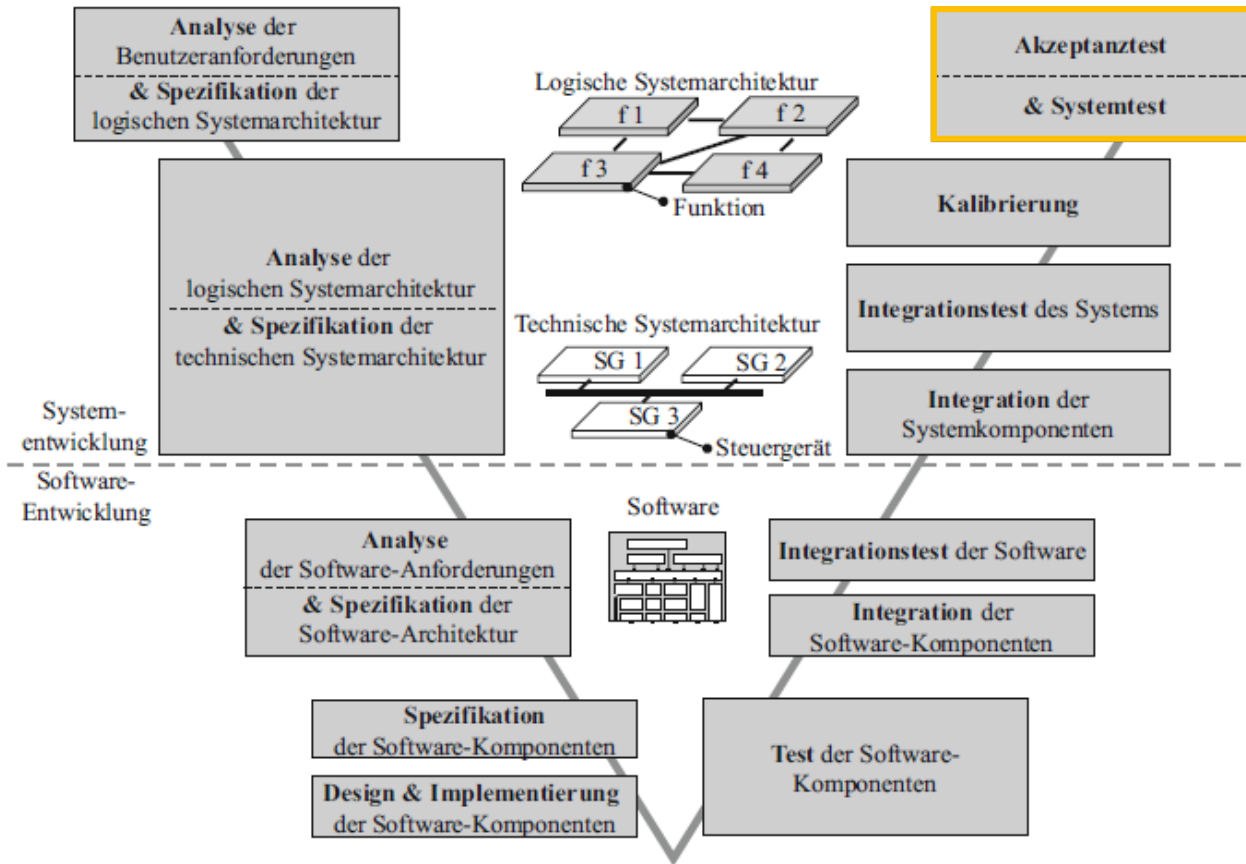 Analyse der
Benutzeranforderungen
& Spezifikation der
logischen Systemarchitektur
Analyse der
logischen Systemarchitektur
& Spezifikation der
technischen Systemarchitektur
System-
entwicklung
Software-
Entwicklung
Analyse
der Software-Anforderungen
& Spezifikation der
Software-Architektur
Spezifikation
der Software-Komponenten
Design & Implementierung
der Software-Komponenten
Logische Systemarchitektur
f 1
f 2
f 3
f 4
Funktion
Technische Systemarchitektur
SG 1
SG 2
SG 3
Steuergerät
Software
Akzeptanztest
& Systemtest
Kalibrierung
Integrationstest des Systems
Integration der
Systemkomponenten
Integrationstest der Software
Integration der
Software-Komponenten
Test der Software-
Komponenten